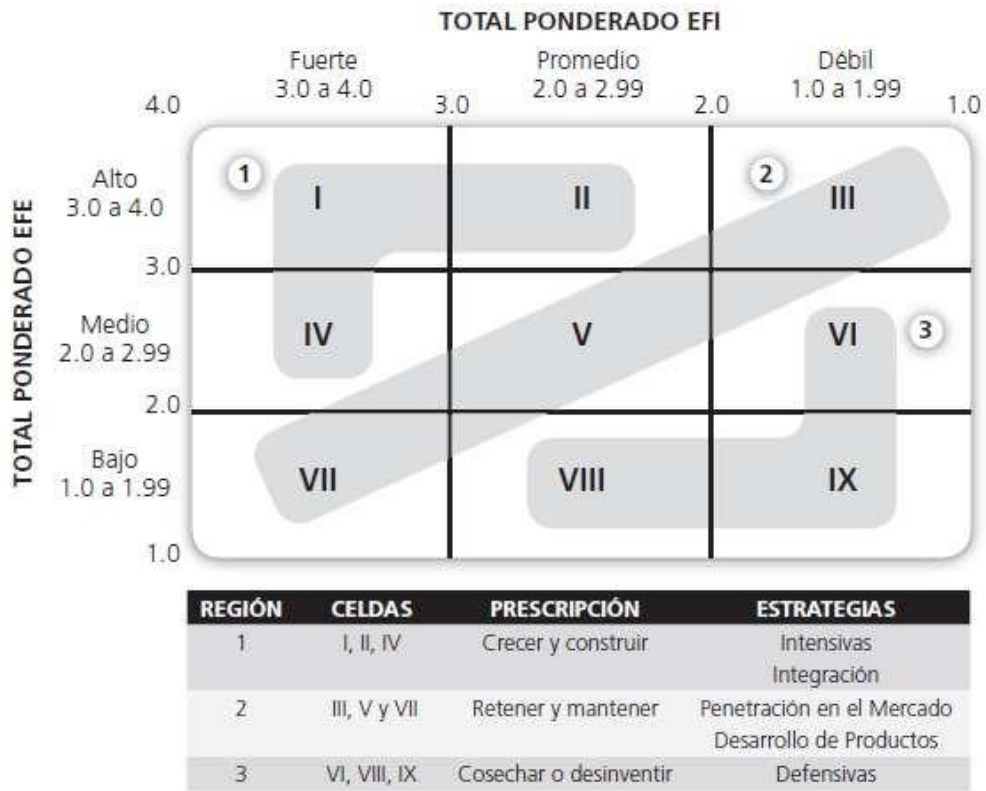 TOTAL PONDERADO EFI
Fuerte
3.0 a 4.0
Promedio
2.0 a 2.99
Débil
1.0 a 1.99
4.0
3.0
2.0
1.0
TOTAL PONDERADO EFE
Alto
3.0 a 4.0
1
I
II
2
III
3.0
Medio
2.0 a 2.99
IV
V
VI
3
2.0
Bajo
1.0 a 1.99
VII
VIII
IX
1.0
REGIÓN CELDAS PRESCRIPCIÓN ESTRATEGIAS
1 I, II, IV Crecer y construir Intensivas
Integración
2 III, V y VII Retener y mantener Penetración en el Mercado
Desarrollo de Productos
3 VI, VIII, IX Cosechar o desinventir Defensivas